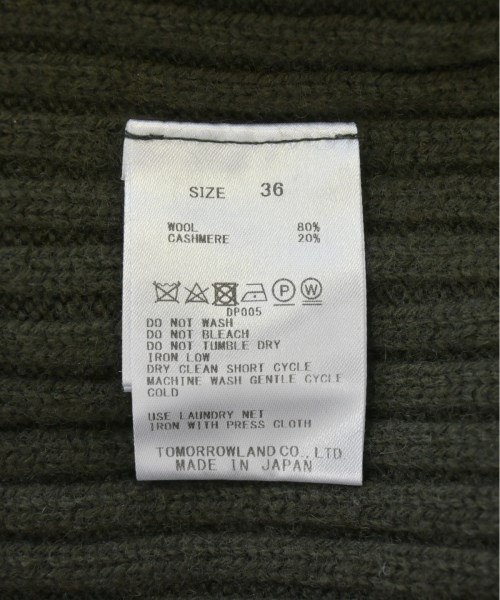 SIZE 36
WOOL 80%
CASHMERE 20%
P W
DP005
DO NOT WASH
DO NOT BLEACH
DO NOT TUMBLE DRY
IRON LOW
DRY CLEAN SHORT CYCLE
MACHINE WASH GENTLE CYCLE
COLD
USE LAUNDRY NET
IRON WITH PRESS CLOTH
TOMORROWLAND CO., LTD
MADE IN JAPAN